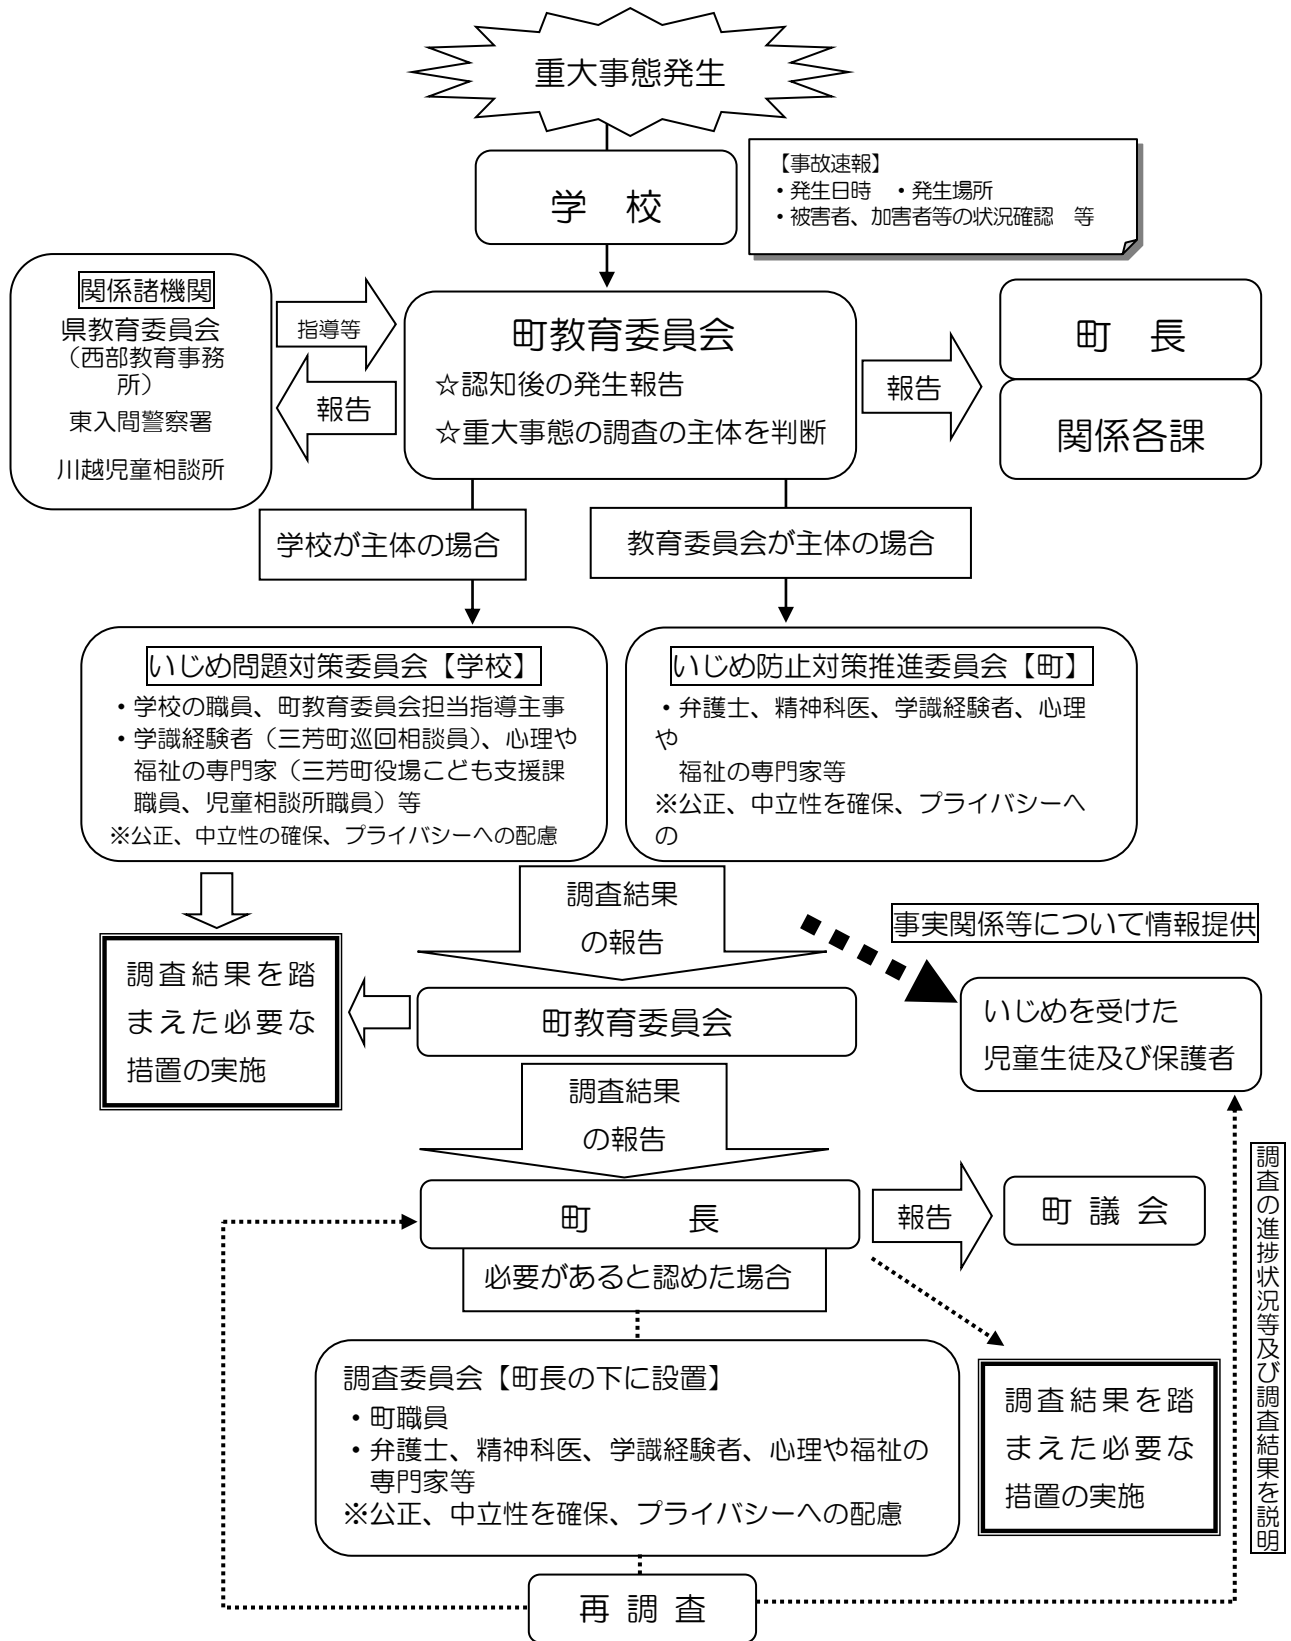 重大事態発生
学　校
【事故速報】
・発生日時　・発生場所
・被害者、加害者等の状況確認　等
関係諸機関
県教育委員会
（西部教育事務
所）
東入間警察署
川越児童相談所
指導等
報告
町教育委員会
☆認知後の発生報告
☆重大事態の調査の主体を判断
報告
町　長
関係各課
学校が主体の場合
教育委員会が主体の場合
いじめ問題対策委員会【学校】
・学校の職員、町教育委員会担当指導主事
・学識経験者（三芳町巡回相談員）、心理や
福祉の専門家（三芳町役場こども支援課
職員、児童相談所職員）等
※公正、中立性の確保、プライバシーへの配慮
いじめ防止対策推進委員会【町】
・弁護士、精神科医、学識経験者、心理
や
福祉の専門家等
※公正、中立性を確保、プライバシーへ
の
調査結果
の報告
事実関係等について情報提供
調査結果を踏
まえた必要な
措置の実施
町教育委員会
いじめを受けた
児童生徒及び保護者
調査結果
の報告
町　長
報告
町 議 会
必要があると認めた場合
調査の進捗状況等及び調査結果を説明
調査委員会【町長の下に設置】
・町職員
・弁護士、精神科医、学識経験者、心理や福祉の
専門家等
※公正、中立性を確保、プライバシーへの配慮
調査結果を踏
まえた必要な
措置の実施
再 調 査